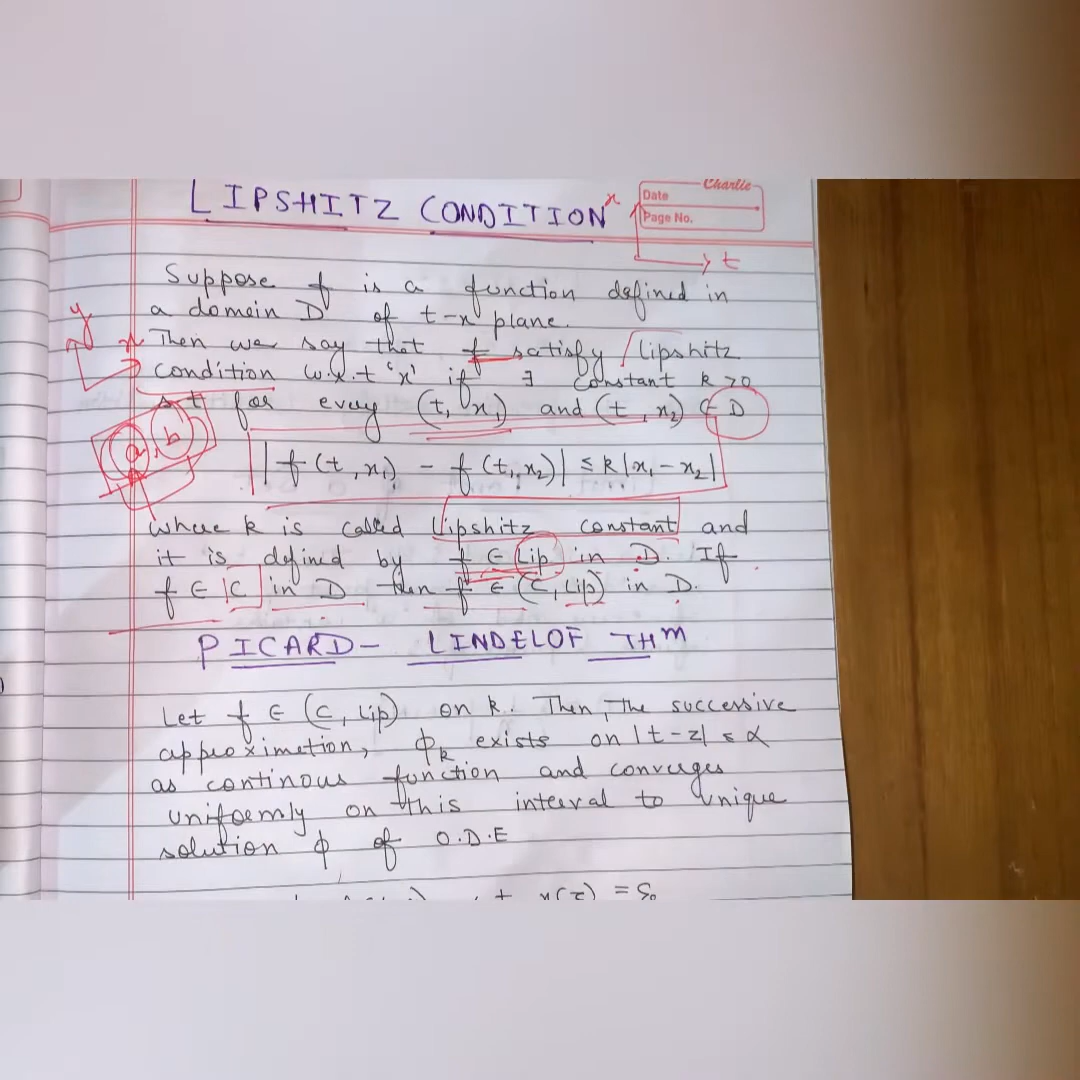 LIPSHITZ CONDITION
x
Charlie
Date
Page No.
t
Suppose f is a function defined in
a domein D of t-x plane.
y
x
Then we say that f satisfy Lipshitz
condition w.r.t 'x' if ∃ constant k >0
s.t for every (t, x₁) and (t, x₂) ∈ D
a, b
|f(t, x₁) - f(t, x₂)| ≤ k|x₁ - x₂|
where k is called Lipshitz constant and
it is defined by f ∈ Lip in D. If
f ∈ C in D then f ∈ (C, Lip) in D.
PICARD- LINDELOF THM
Let f ∈ (C, Lip) on k. Then, The successive
approximetion, ϕk exists on |t-z| ≤ α
as continous function and converges
uniformly on this interval to unique
solution ϕ of O.D.E
x(τ) = ξ₀